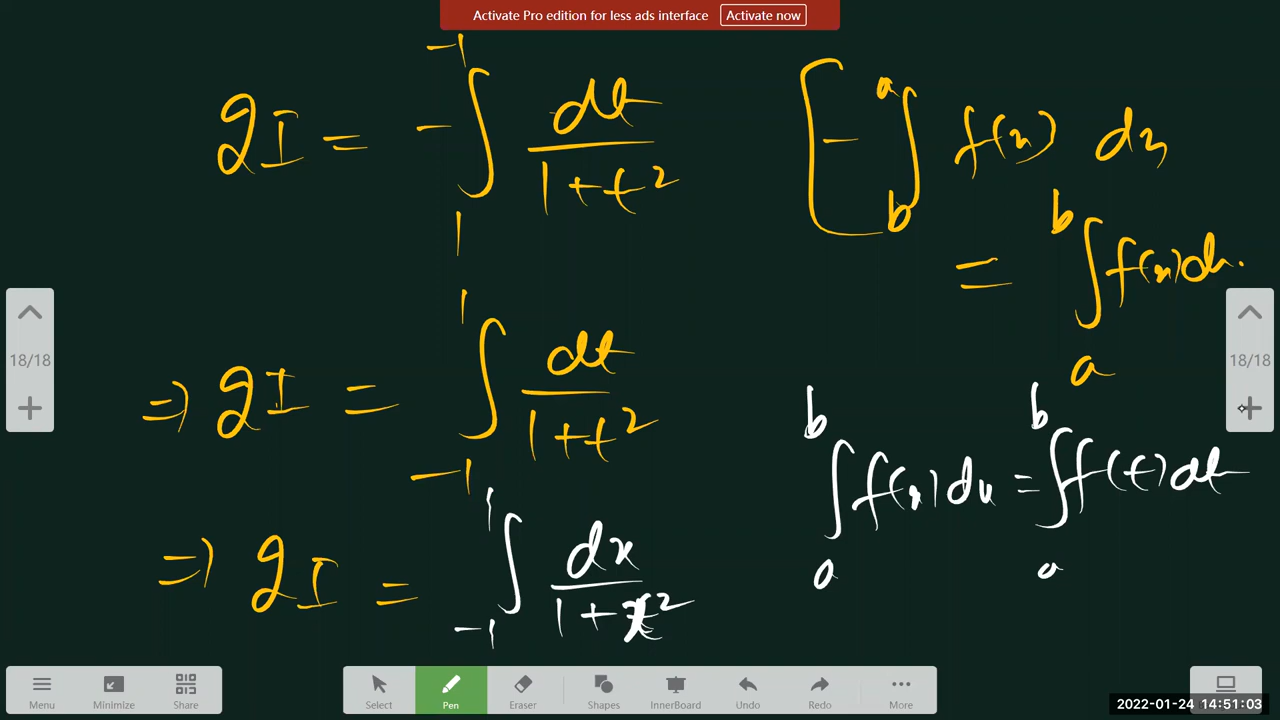 Activate Pro edition for less ads interface Activate now
2I = - ∫_{1}^{-1} dt/(1+t²) [ - ∫_{b}^{a} f(x) dx
= ∫_{a}^{b} f(x)dx.
⇒ 2I = ∫_{-1}^{1} dt/(1+t²)
∫_{a}^{b} f(x)dx = ∫_{a}^{b} f(t)dt
⇒ 2I = ∫_{-1}^{1} dx/(1+x²)
18/18
18/18
Menu Minimize Share Select Pen Eraser Shapes InnerBoard Undo Redo More
2022-01-24 14:51:03